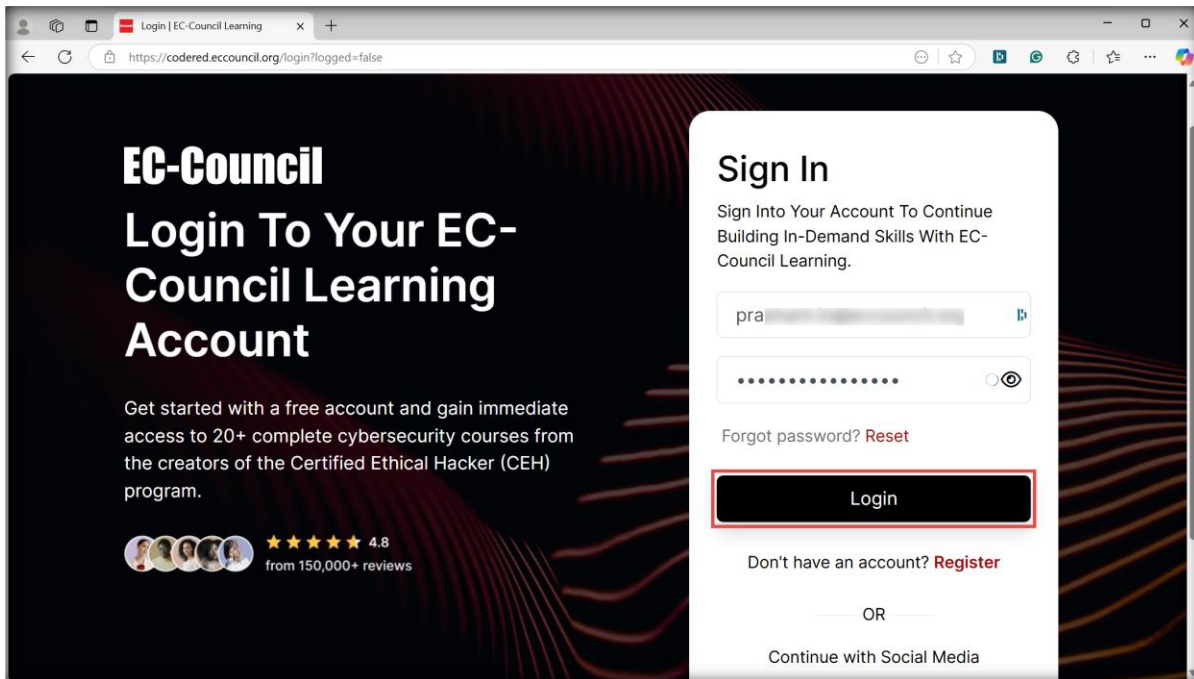 Login | EC-Council Learning
https://codered.eccouncil.org/login?logged=false
EC-Council
Login To Your EC-
Council Learning
Account
Get started with a free account and gain immediate
access to 20+ complete cybersecurity courses from
the creators of the Certified Ethical Hacker (CEH)
program.
4.8
from 150,000+ reviews
Sign In
Sign Into Your Account To Continue
Building In-Demand Skills With EC-
Council Learning.
pra
Forgot password? Reset
Login
Don't have an account? Register
OR
Continue with Social Media